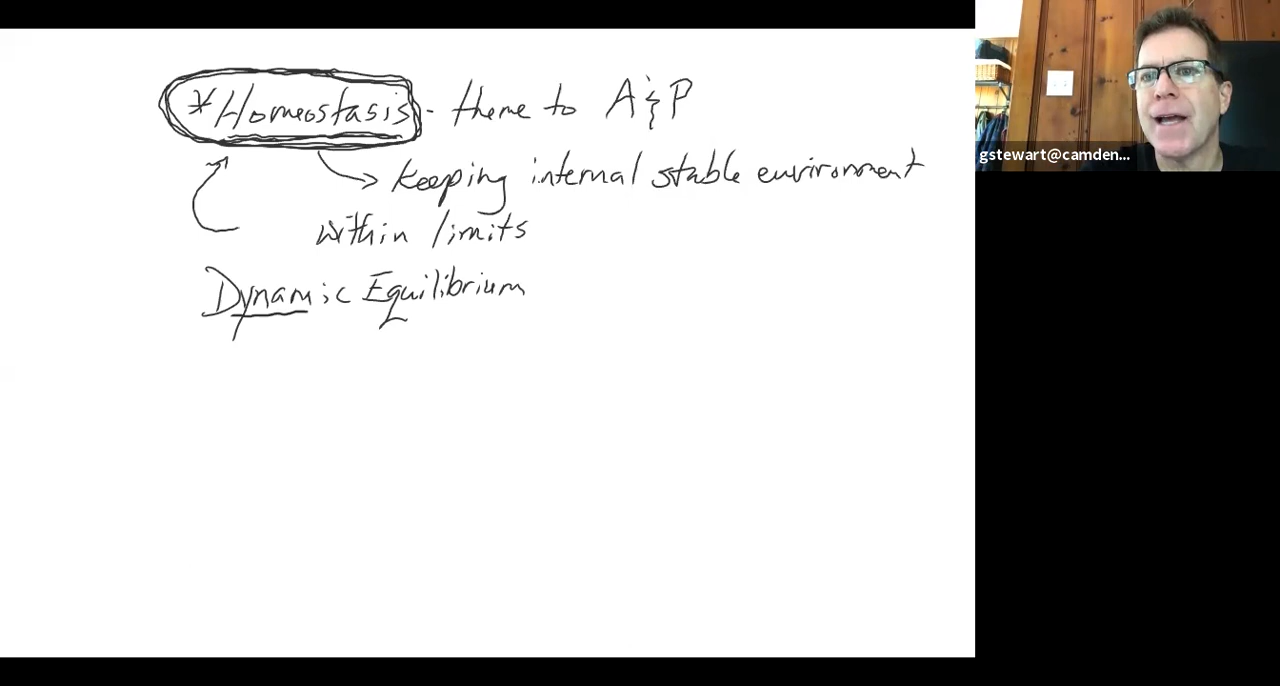 *Homeostasis - theme to A & P
→ Keeping internal stable environment
within limits
Dynamic Equilibrium
gstewart@camden...